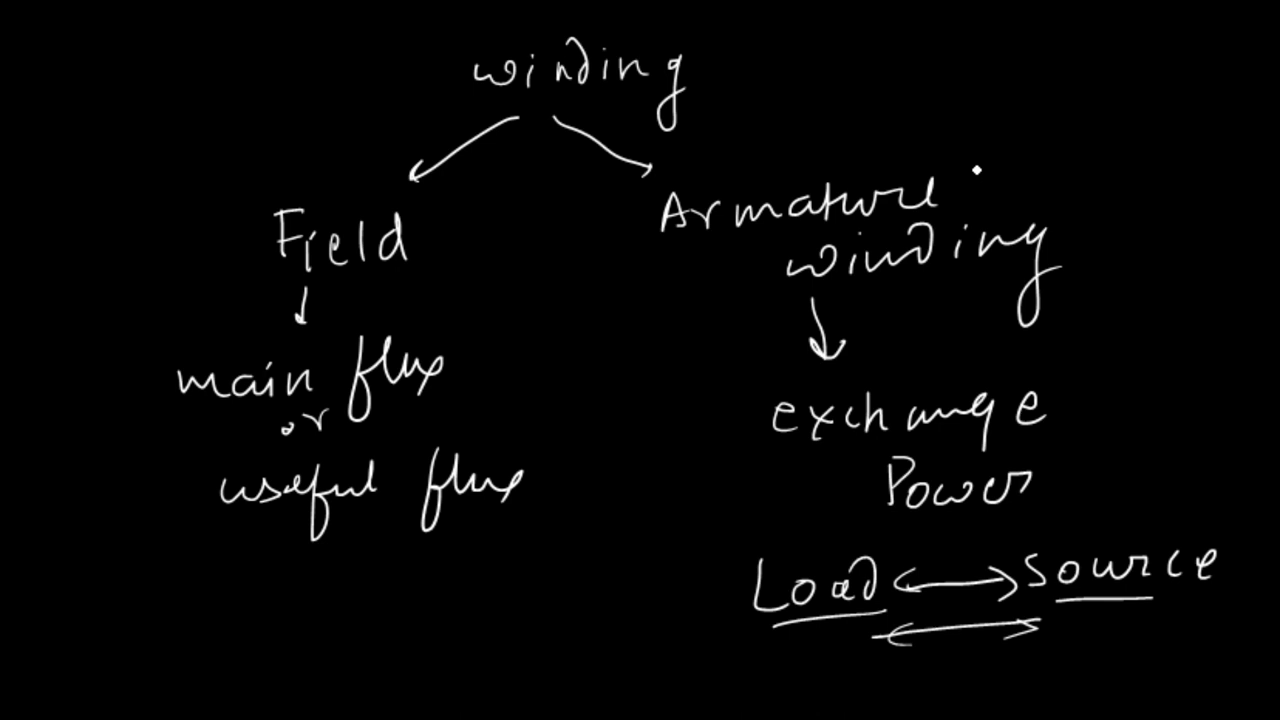 winding
Field
Armature
winding
main flux
or
useful flux
exchange
Power
Load ↔ Source